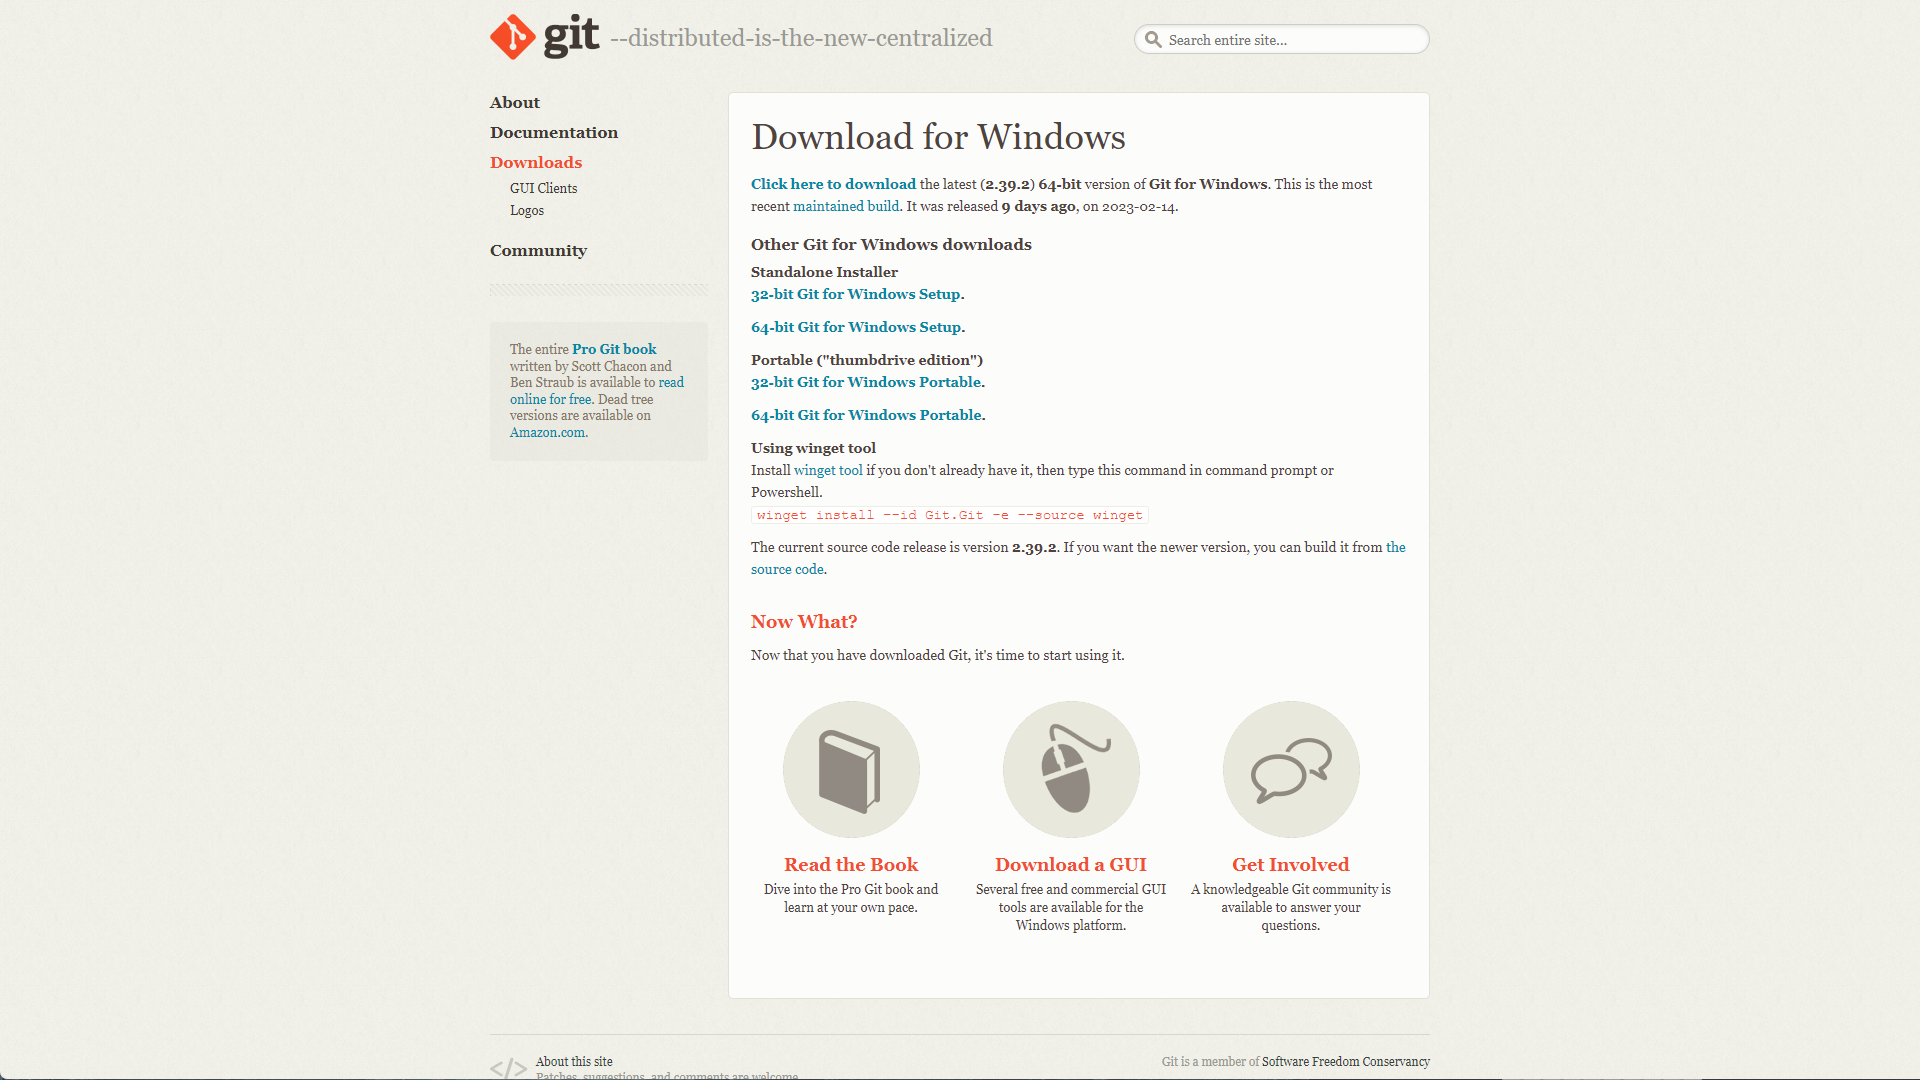 git --distributed-is-the-new-centralized
Search entire site...
About
Documentation
Downloads
GUI Clients
Logos
Community
The entire Pro Git book
written by Scott Chacon and
Ben Straub is available to read
online for free. Dead tree
versions are available on
Amazon.com.
Download for Windows
Click here to download the latest (2.39.2) 64-bit version of Git for Windows. This is the most
recent maintained build. It was released 9 days ago, on 2023-02-14.
Other Git for Windows downloads
Standalone Installer
32-bit Git for Windows Setup.
64-bit Git for Windows Setup.
Portable ("thumbdrive edition")
32-bit Git for Windows Portable.
64-bit Git for Windows Portable.
Using winget tool
Install winget tool if you don't already have it, then type this command in command prompt or
Powershell.
winget install --id Git.Git -e --source winget
The current source code release is version 2.39.2. If you want the newer version, you can build it from the
source code.
Now What?
Now that you have downloaded Git, it's time to start using it.
Read the Book
Dive into the Pro Git book and
learn at your own pace.
Download a GUI
Several free and commercial GUI
tools are available for the
Windows platform.
Get Involved
A knowledgeable Git community is
available to answer your
questions.
</> About this site
Patches, suggestions, and comments are welcome.
Git is a member of Software Freedom Conservancy